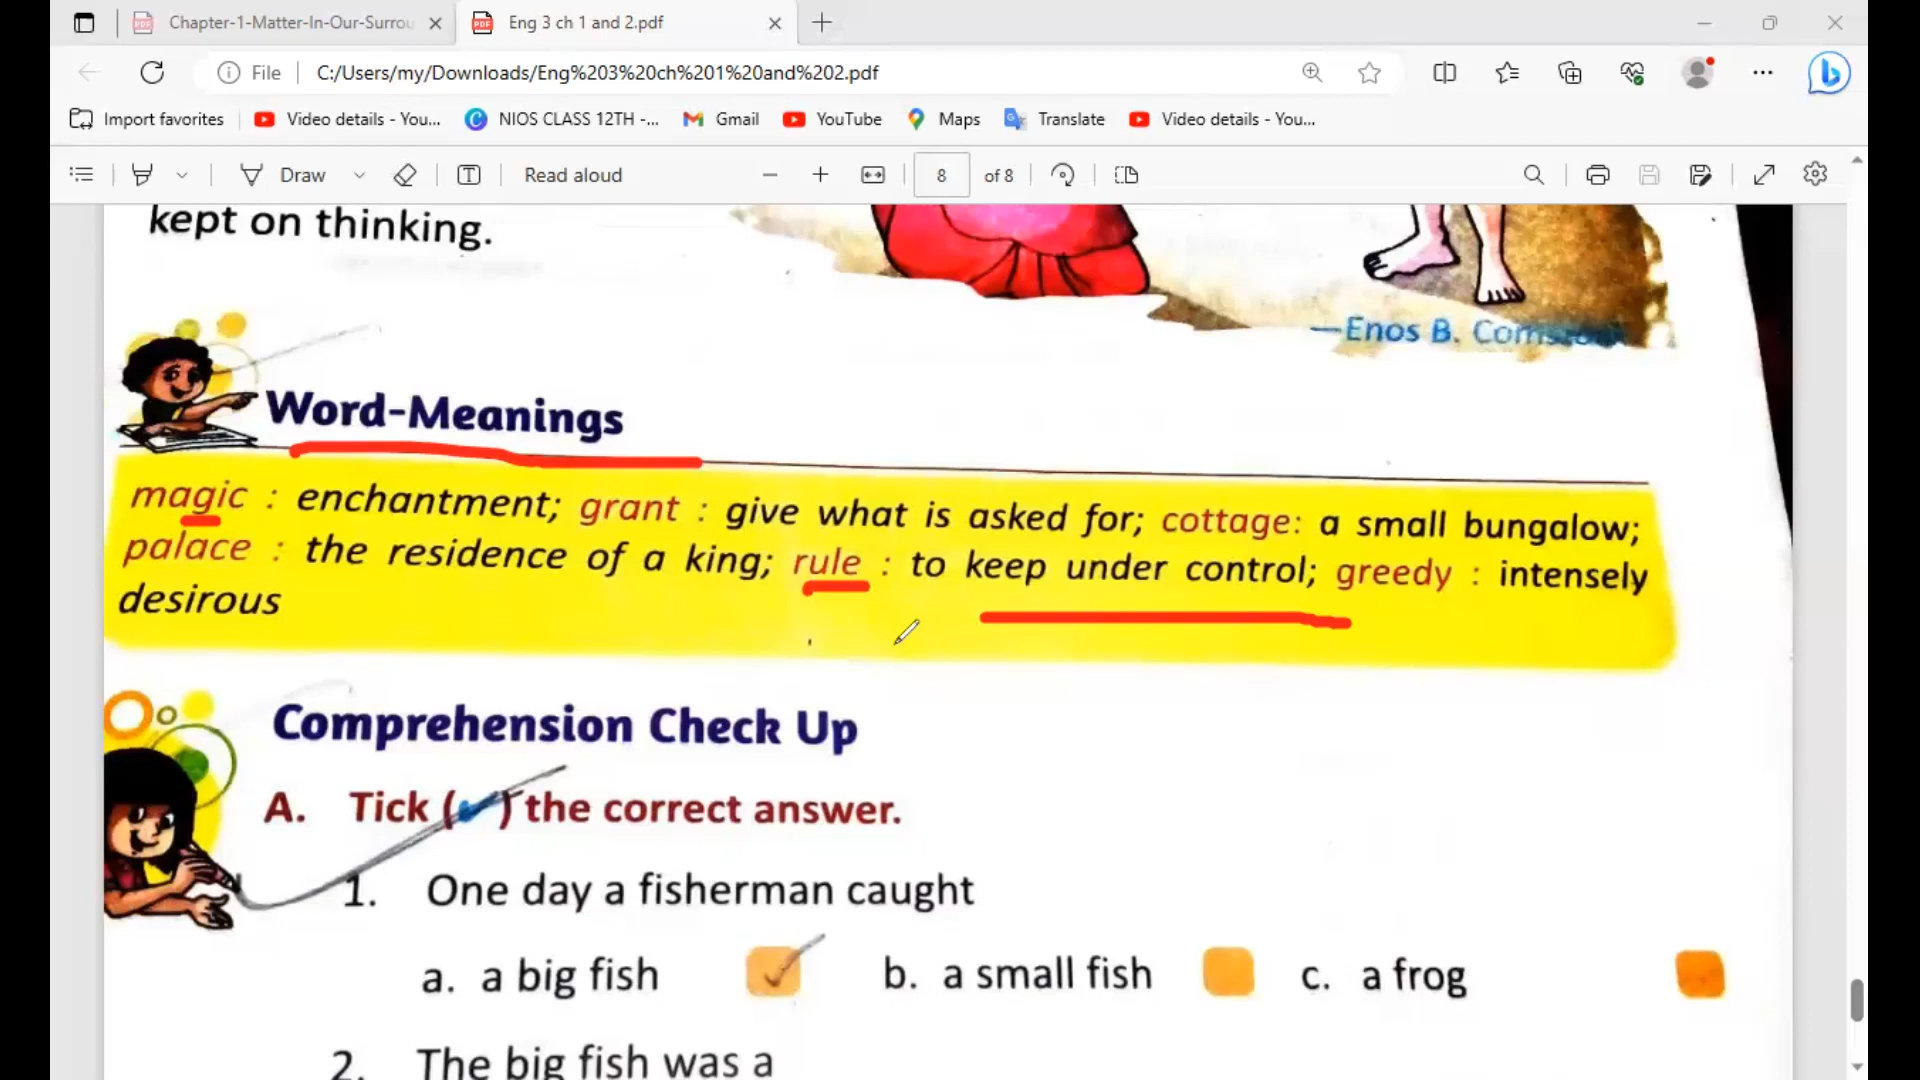 Chapter-1-Matter-In-Our-Surrou
Eng 3 ch 1 and 2.pdf
File
C:/Users/my/Downloads/Eng%203%20ch%201%20and%202.pdf
Import favorites
Video details - You...
NIOS CLASS 12TH -...
Gmail
YouTube
Maps
Translate
Video details - You...
Draw
Read aloud
8
of 8
kept on thinking.
—Enos B.
Word-Meanings
magic : enchantment; grant : give what is asked for; cottage: a small bungalow;
palace : the residence of a king; rule : to keep under control; greedy : intensely
desirous
Comprehension Check Up
A. Tick (✓) the correct answer.
1. One day a fisherman caught
a. a big fish
b. a small fish
c. a frog
2. The big fish was a